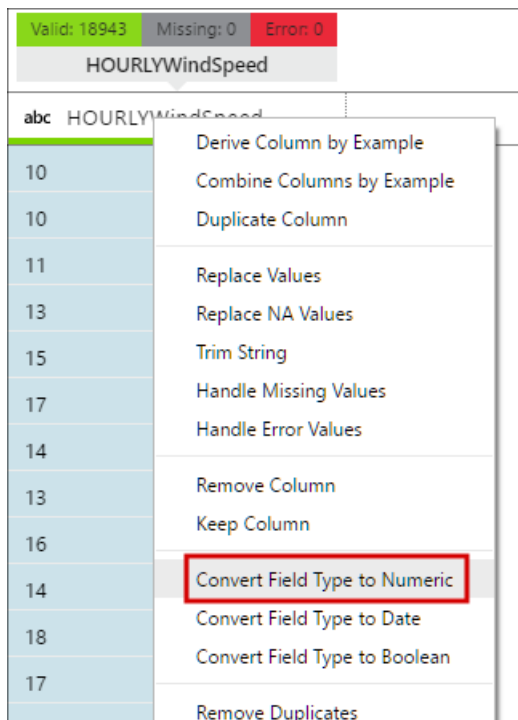 Valid: 18943 Missing: 0 Error: 0
HOURLYWindSpeed
abc HOURLYWindSpeed
Derive Column by Example
10
Combine Columns by Example
10
Duplicate Column
11
Replace Values
13
Replace NA Values
15
Trim String
17
Handle Missing Values
Handle Error Values
14
13
Remove Column
Keep Column
16
14
Convert Field Type to Numeric
18
Convert Field Type to Date
Convert Field Type to Boolean
17
Remove Duplicates